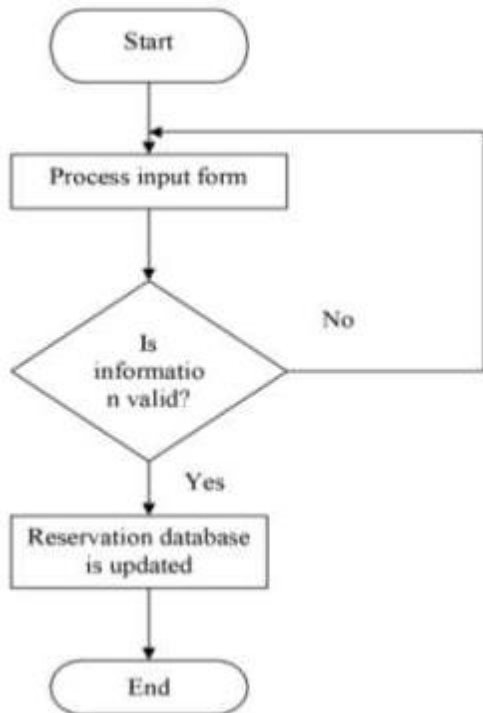 Start
Process input form
No
Is
informatio
n valid?
Yes
Reservation database
is updated
End